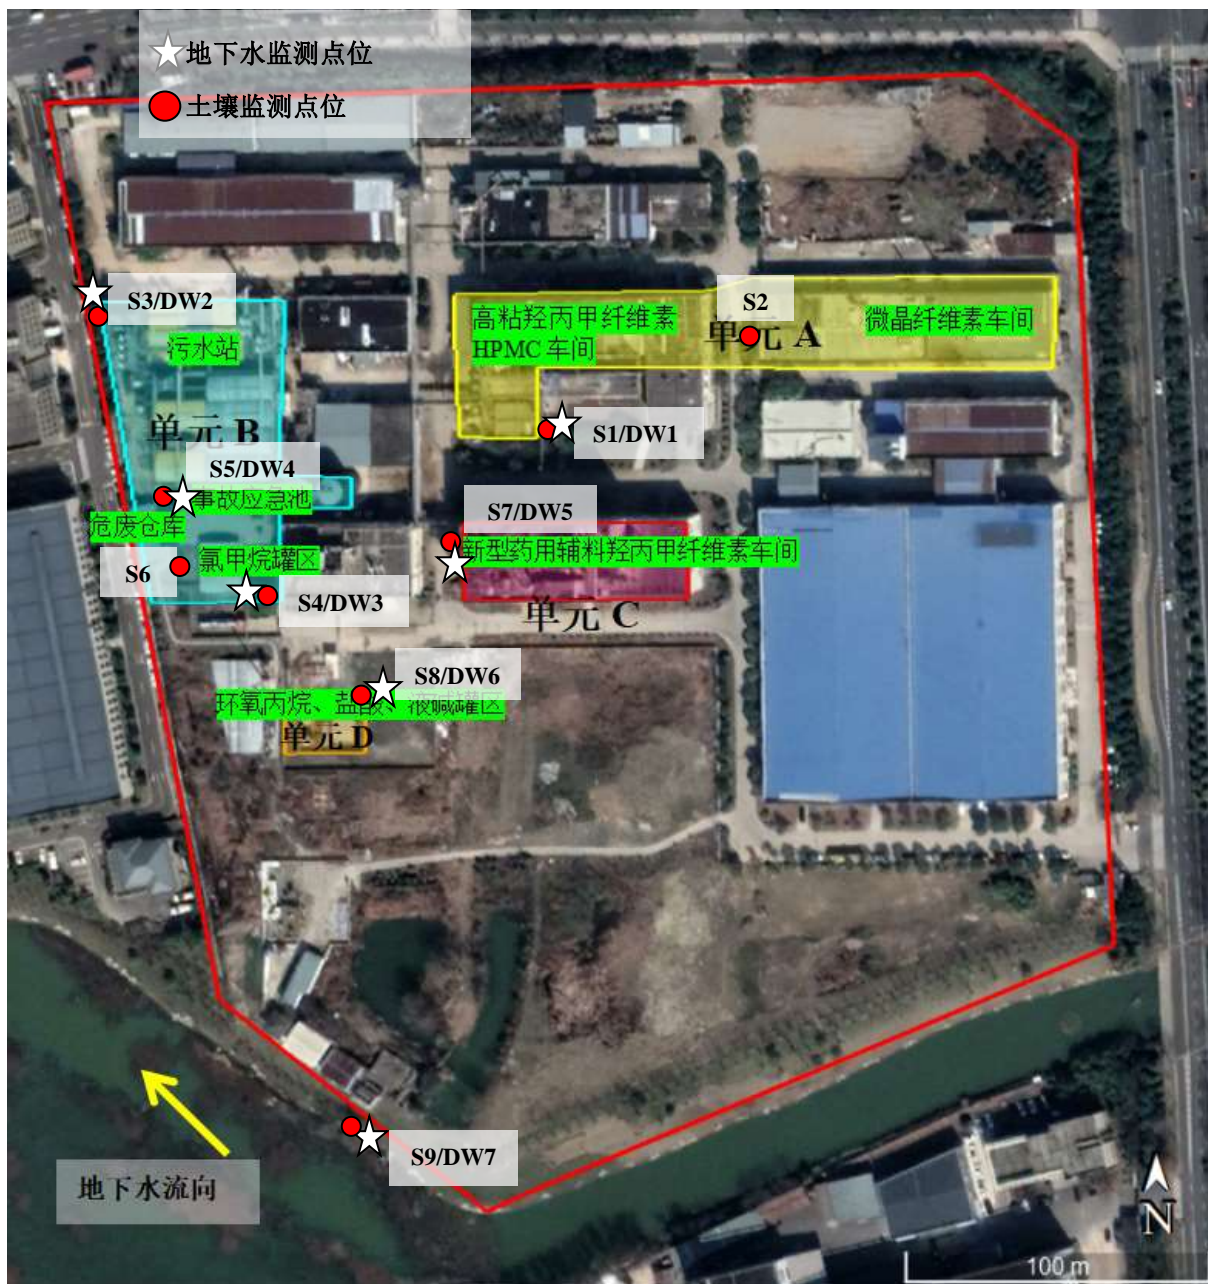 地下水监测点位
土壤监测点位
S3/DW2
S2
高粘羟丙甲纤维素
HPMC 车间
单元 A
微晶纤维素车间
污水站
单元 B
S1/DW1
S5/DW4
事故应急池
危废仓库
S7/DW5
新型药用辅料羟丙甲纤维素车间
S6
氯甲烷罐区
S4/DW3
单元 C
S8/DW6
环氧丙烷、盐酸、液碱罐区
单元 D
S9/DW7
地下水流向
N
100 m